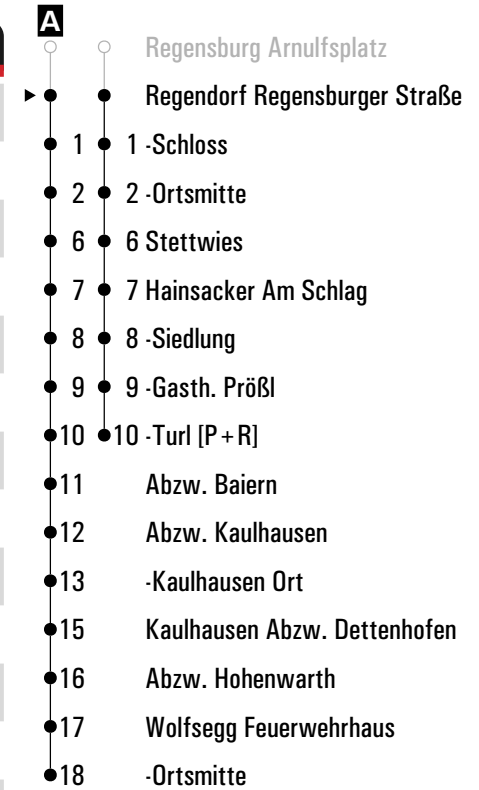 A
Regensburg Arnulfsplatz
Regendorf Regensburger Straße
1 1 -Schloss
2 2 -Ortsmitte
6 6 Stettwies
7 7 Hainsacker Am Schlag
8 8 -Siedlung
9 9 -Gasth. Prößl
10 10 -Turl [P+R]
11 Abzw. Baiern
12 Abzw. Kaulhausen
13 -Kaulhausen Ort
15 Kaulhausen Abzw. Dettenhofen
16 Abzw. Hohenwarth
17 Wolfsegg Feuerwehrhaus
18 -Ortsmitte